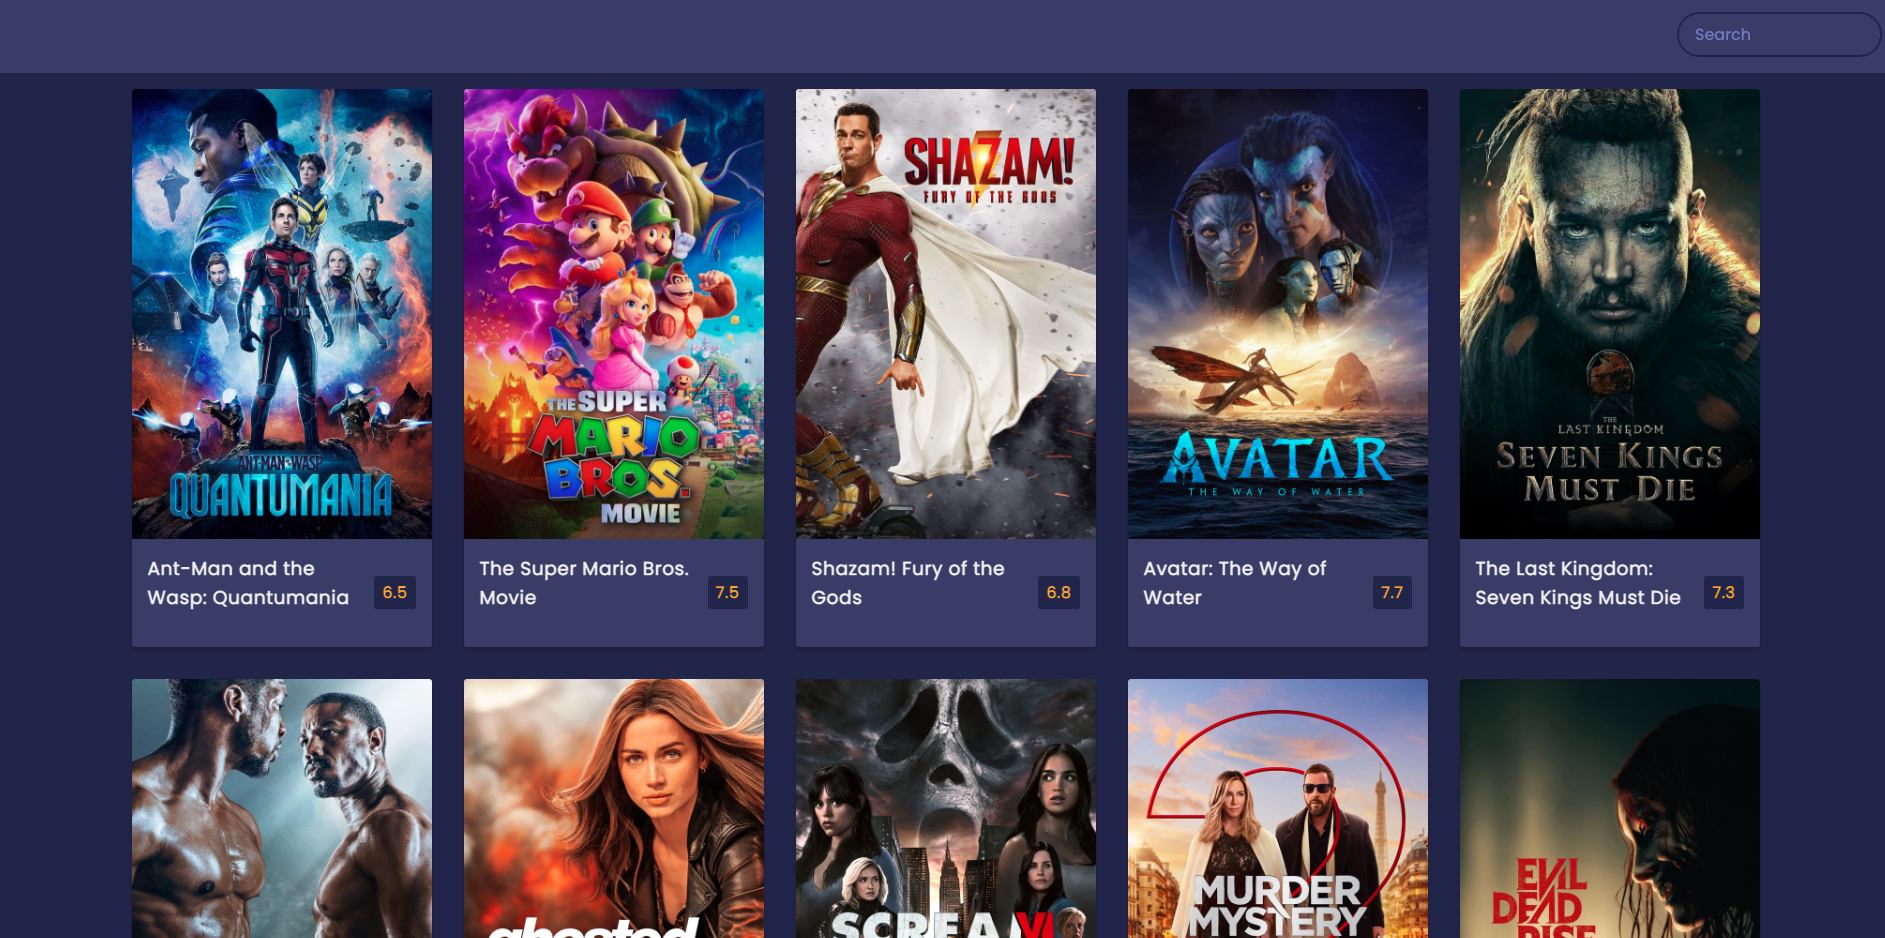 Search
ANT-MAN AND THE WASP
QUANTUMANIA
THE SUPER
MARIO
BROS.
MOVIE
SHAZAM!
FURY OF THE GODS
AVATAR
THE WAY OF WATER
THE
LAST KINGDOM
SEVEN KINGS
MUST DIE
Ant-Man and the
Wasp: Quantumania
6.5
The Super Mario Bros.
Movie
7.5
Shazam! Fury of the
Gods
6.8
Avatar: The Way of
Water
7.7
The Last Kingdom:
Seven Kings Must Die
7.3
ghosted
SCREAM VI
MURDER
MYSTERY
2
EVIL
DEAD
RISE